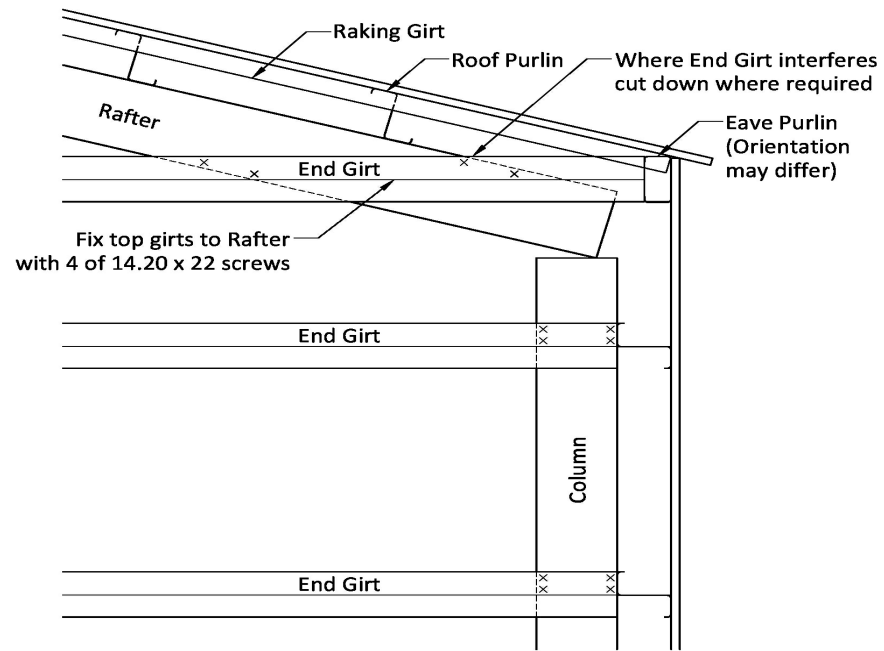 Raking Girt
Roof Purlin
Where End Girt interferes
cut down where required
Rafter
Eave Purlin
(Orientation
may differ)
End Girt
Fix top girts to Rafter
with 4 of 14.20 x 22 screws
End Girt
Column
End Girt